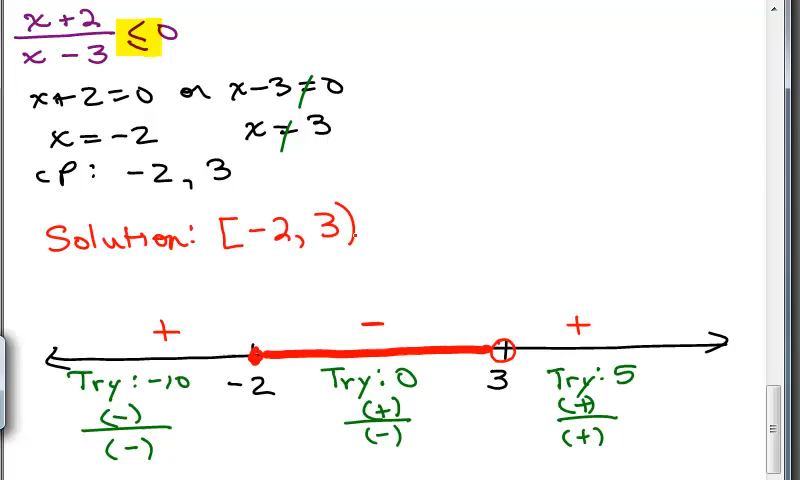 x+2
x-3 ≤ 0
x+2=0 or x-3≠0
x=-2 x≠3
CP: -2, 3
Solution: [-2, 3)
+ - +
-2 3
Try: -10 Try: 0 Try: 5
(-) (+) (+)
(-) (-) (+)